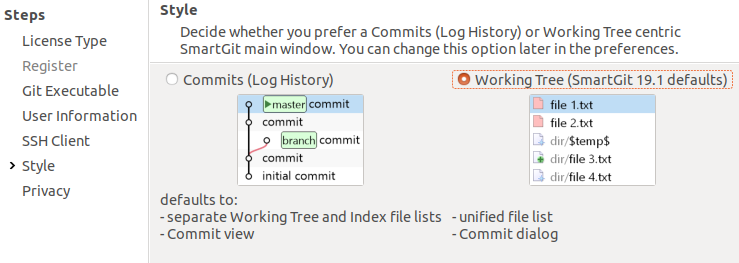 Steps
License Type
Register
Git Executable
User Information
SSH Client
Style
Privacy
Style
Decide whether you prefer a Commits (Log History) or Working Tree centric
SmartGit main window. You can change this option later in the preferences.
Commits (Log History)
master commit
commit
branch commit
commit
initial commit
defaults to:
- separate Working Tree and Index file lists
- Commit view
Working Tree (SmartGit 19.1 defaults)
file 1.txt
file 2.txt
dir/$temp$
dir/file 3.txt
dir/file 4.txt
- unified file list
- Commit dialog